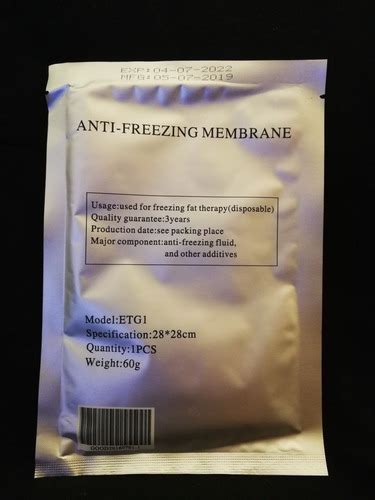 EXP:04-07-2022
MFG:05-07-2019
ANTI-FREEZING MEMBRANE
Usage:used for freezing fat therapy(disposable)
Quality guarantee:3years
Production date:see packing place
Major component:anti-freezing fluid,
and other additives
Model:ETG1
Specification:28*28cm
Quantity:1PCS
Weight:60g